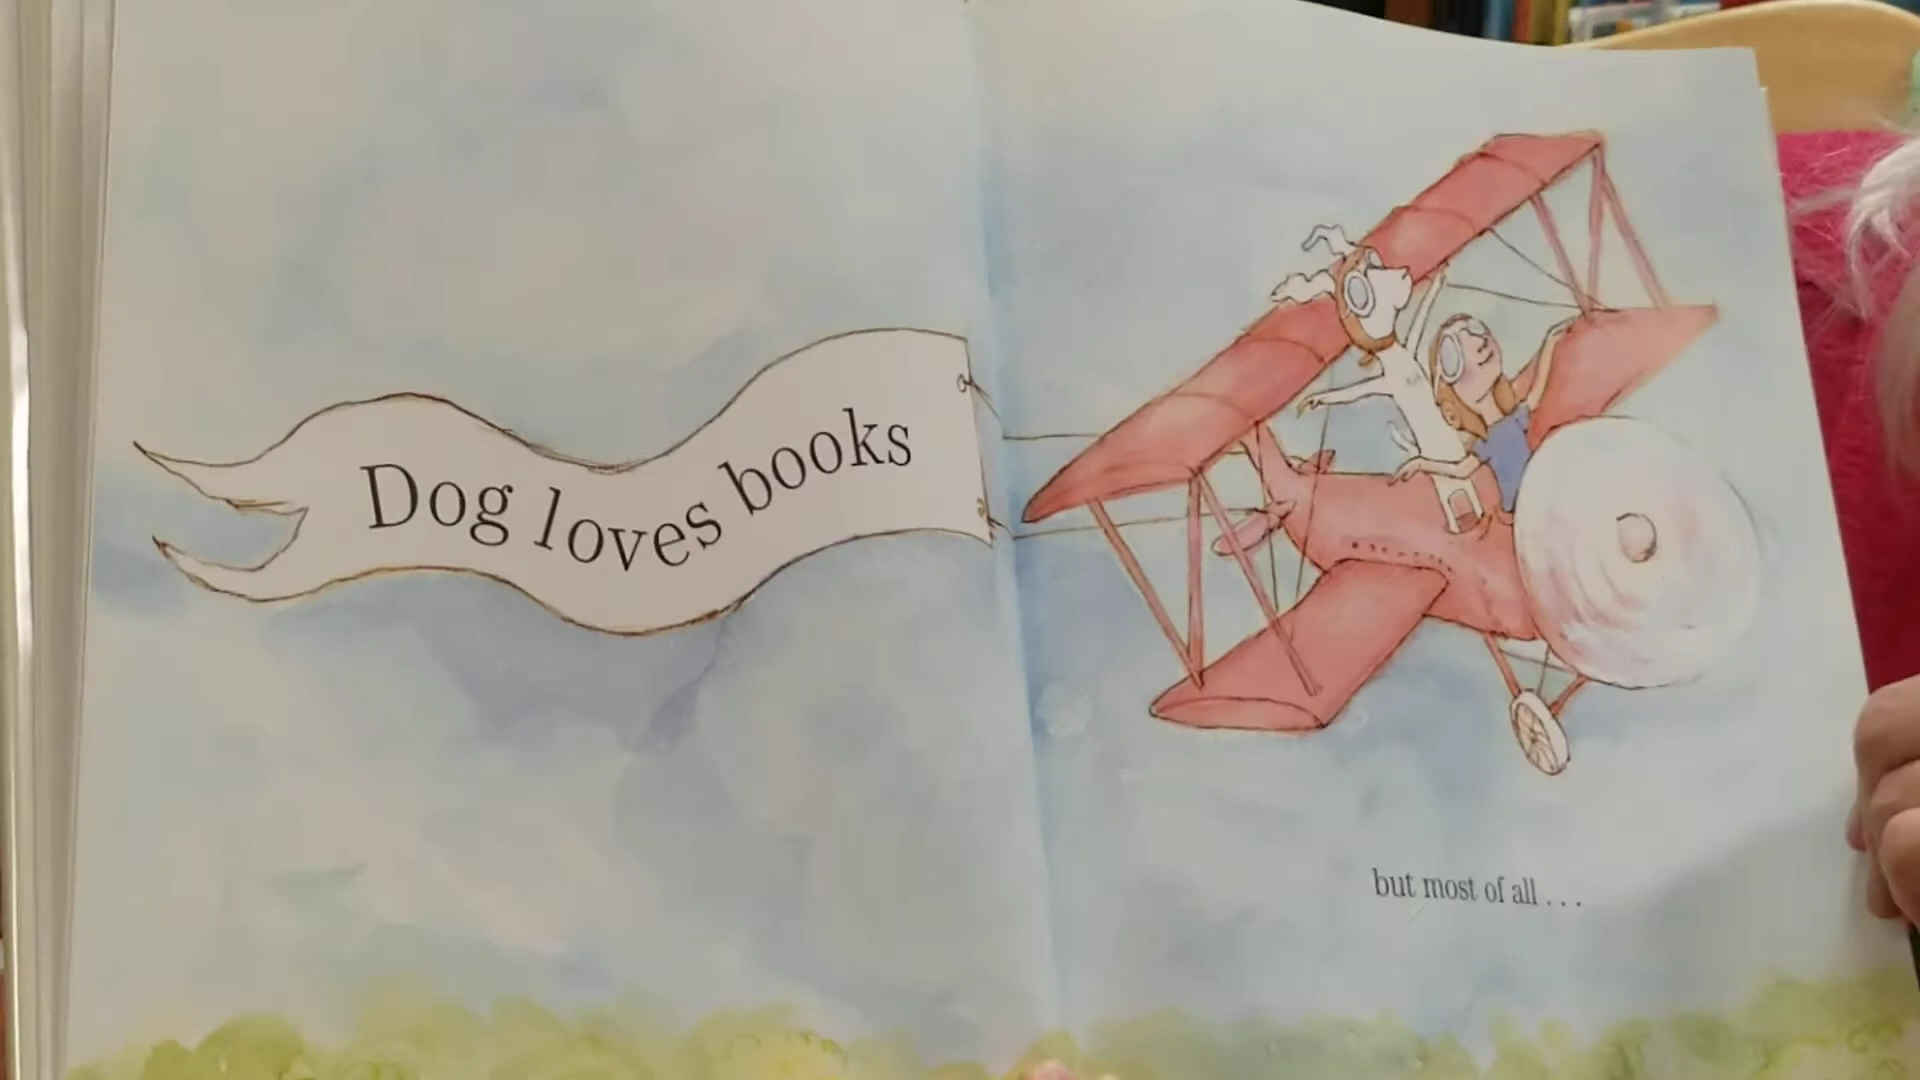 Dog loves books
but most of all . . .